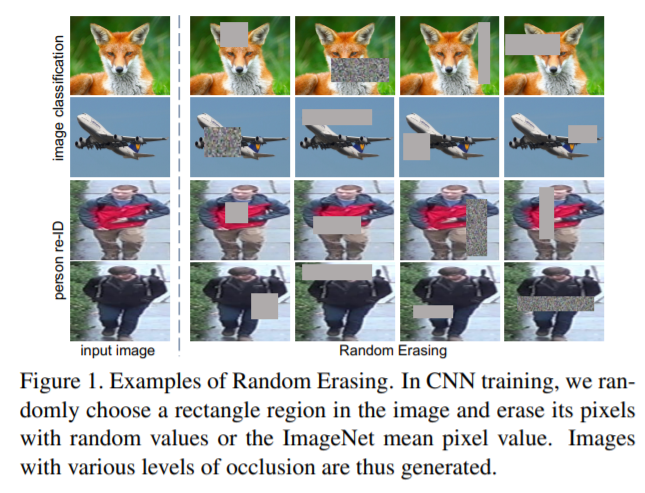 image classification
person re-ID
input image
Random Erasing
Figure 1. Examples of Random Erasing. In CNN training, we ran-
domly choose a rectangle region in the image and erase its pixels
with random values or the ImageNet mean pixel value. Images
with various levels of occlusion are thus generated.